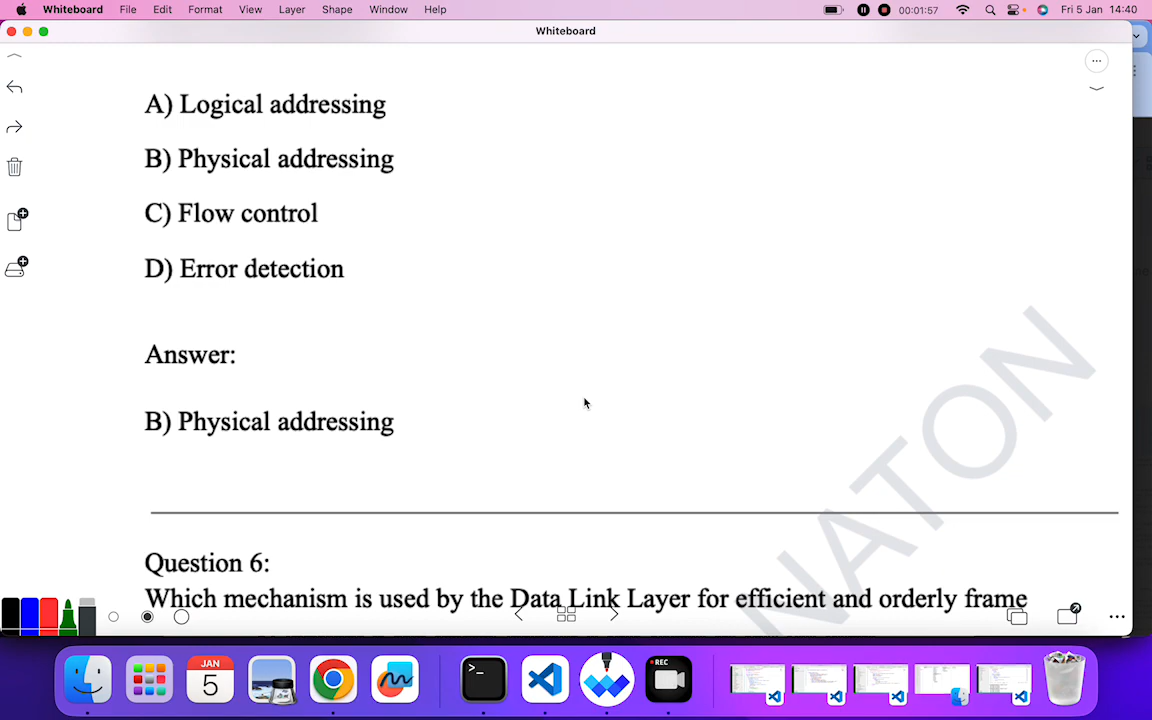 Whiteboard File Edit Format View Layer Shape Window Help 00:01:57 Fri 5 Jan 14:40
Whiteboard
A) Logical addressing
B) Physical addressing
C) Flow control
D) Error detection
Answer:
B) Physical addressing
NATON
Question 6:
Which mechanism is used by the Data Link Layer for efficient and orderly frame
JAN
5
REC